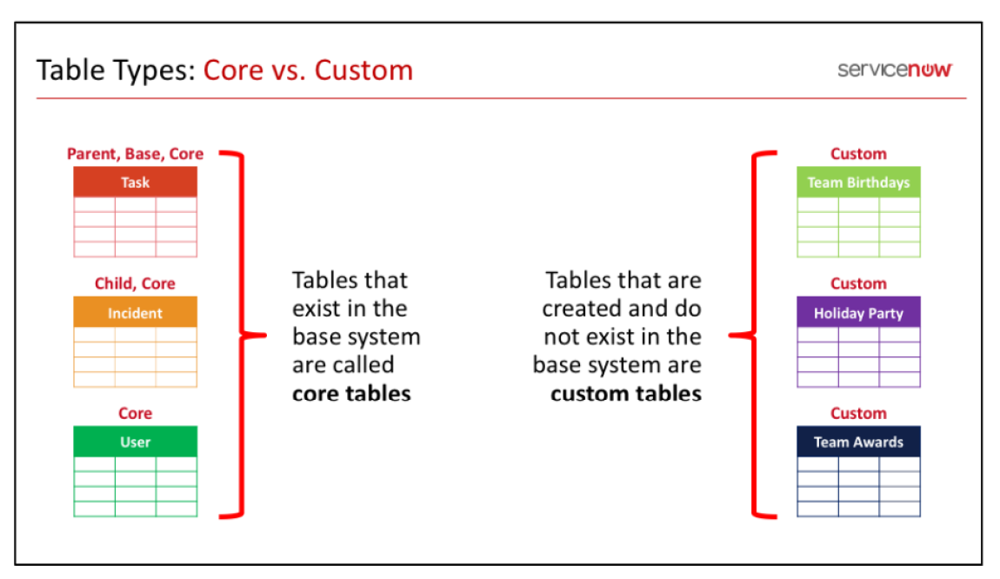 Table Types: Core vs. Custom
servicenow
Parent, Base, Core
Task
Child, Core
Incident
Core
User
Tables that
exist in the
base system
are called
core tables
Tables that are
created and do
not exist in the
base system are
custom tables
Custom
Team Birthdays
Custom
Holiday Party
Custom
Team Awards